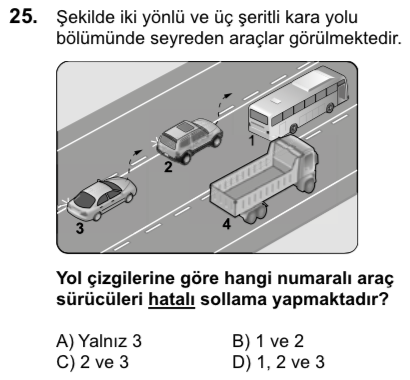 25. Şekilde iki yönlü ve üç şeritli kara yolu
bölümünde seyreden araçlar görülmektedir.
1
2
3
4
Yol çizgilerine göre hangi numaralı araç
sürücüleri hatalı sollama yapmaktadır?
A) Yalnız 3 B) 1 ve 2
C) 2 ve 3 D) 1, 2 ve 3